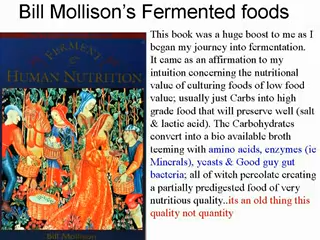 Bill Mollison's Fermented foods
FERMENT
&
HUMAN NUTRITION
Bill Mollison
This book was a huge boost to me as I
began my journey into fermentation.
It came as an affirmation to my
intuition concerning the nutritional
value of culturing foods of low food
value; usually just Carbs into high
grade food that will preserve well (salt
& lactic acid). The Carbohydrates
convert into a bio available broth
teeming with amino acids, enzymes (ie
Minerals), yeasts & Good guy gut
bacteria; all of witch percolate creating
a partially predigested food of very
nutritious quality..its an old thing this
quality not quantity